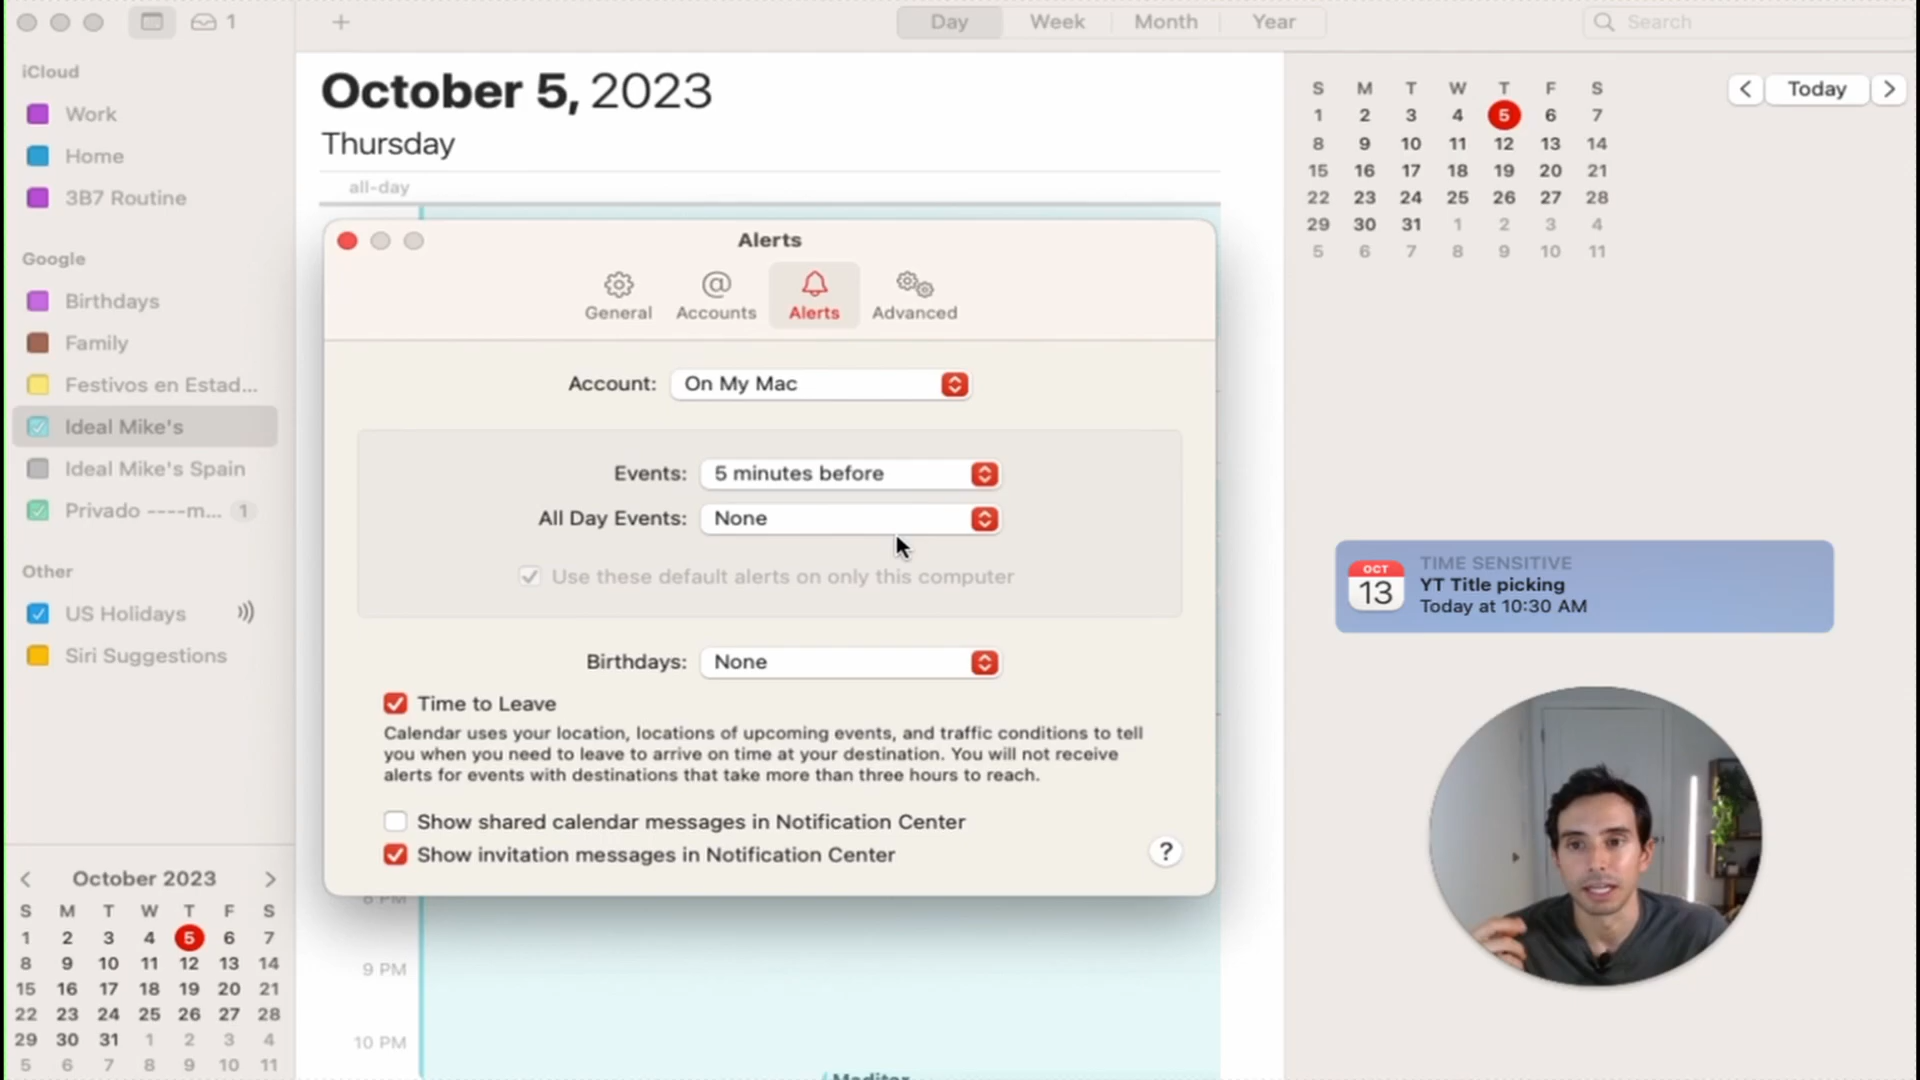 1
Day
Week
Month
Year
Search
iCloud
Work
Home
3B7 Routine
Google
Birthdays
Family
Festivos en Estad...
Ideal Mike's
Ideal Mike's Spain
Privado ----m... 1
Other
US Holidays
Siri Suggestions
October 2023
S M T W T F S
1 2 3 4 5 6 7
8 9 10 11 12 13 14
15 16 17 18 19 20 21
22 23 24 25 26 27 28
29 30 31 1 2 3 4
5 6 7 8 9 10 11
October 5, 2023
Thursday
all-day
Alerts
General
Accounts
Alerts
Advanced
Account: On My Mac
Events: 5 minutes before
All Day Events: None
Use these default alerts on only this computer
Birthdays: None
Time to Leave
Calendar uses your location, locations of upcoming events, and traffic conditions to tell
you when you need to leave to arrive on time at your destination. You will not receive
alerts for events with destinations that take more than three hours to reach.
Show shared calendar messages in Notification Center
Show invitation messages in Notification Center
?
8 PM
9 PM
10 PM
Meditar
S M T W T F S
1 2 3 4 5 6 7
8 9 10 11 12 13 14
15 16 17 18 19 20 21
22 23 24 25 26 27 28
29 30 31 1 2 3 4
5 6 7 8 9 10 11
Today
OCT
13
TIME SENSITIVE
YT Title picking
Today at 10:30 AM